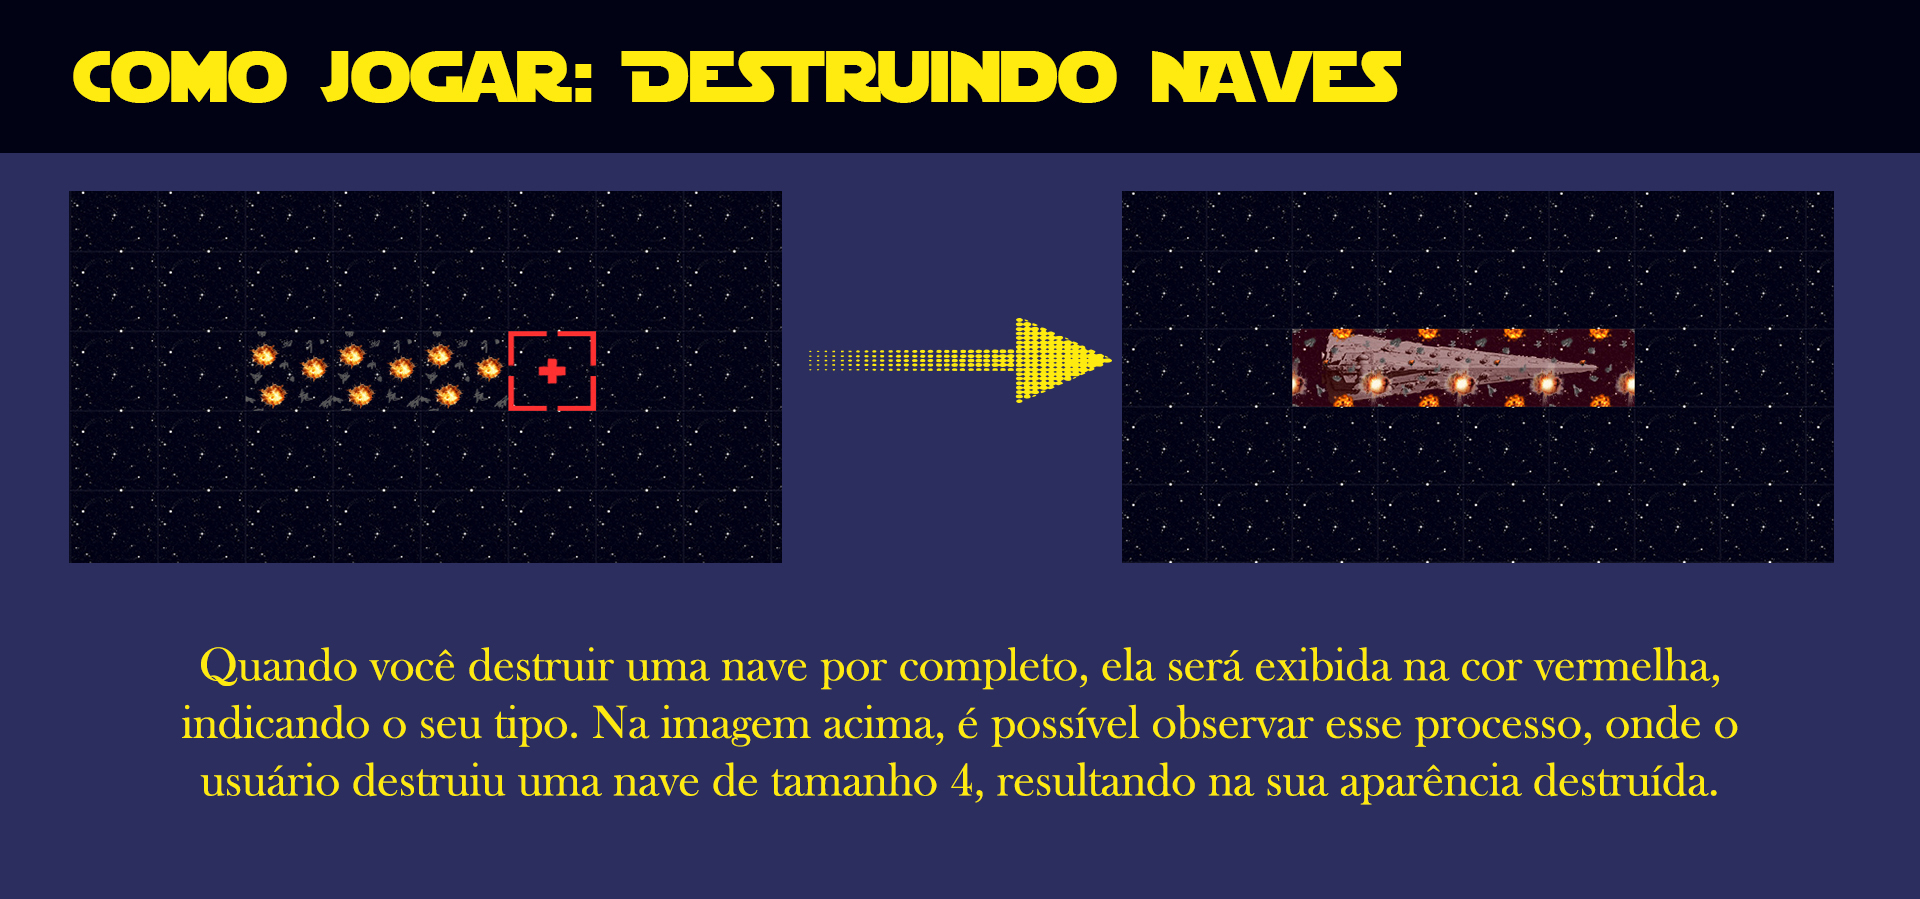 COMO JOGAR: DESTRUINDO NAVES
Quando você destruir uma nave por completo, ela será exibida na cor vermelha,
indicando o seu tipo. Na imagem acima, é possível observar esse processo, onde o
usuário destruiu uma nave de tamanho 4, resultando na sua aparência destruída.